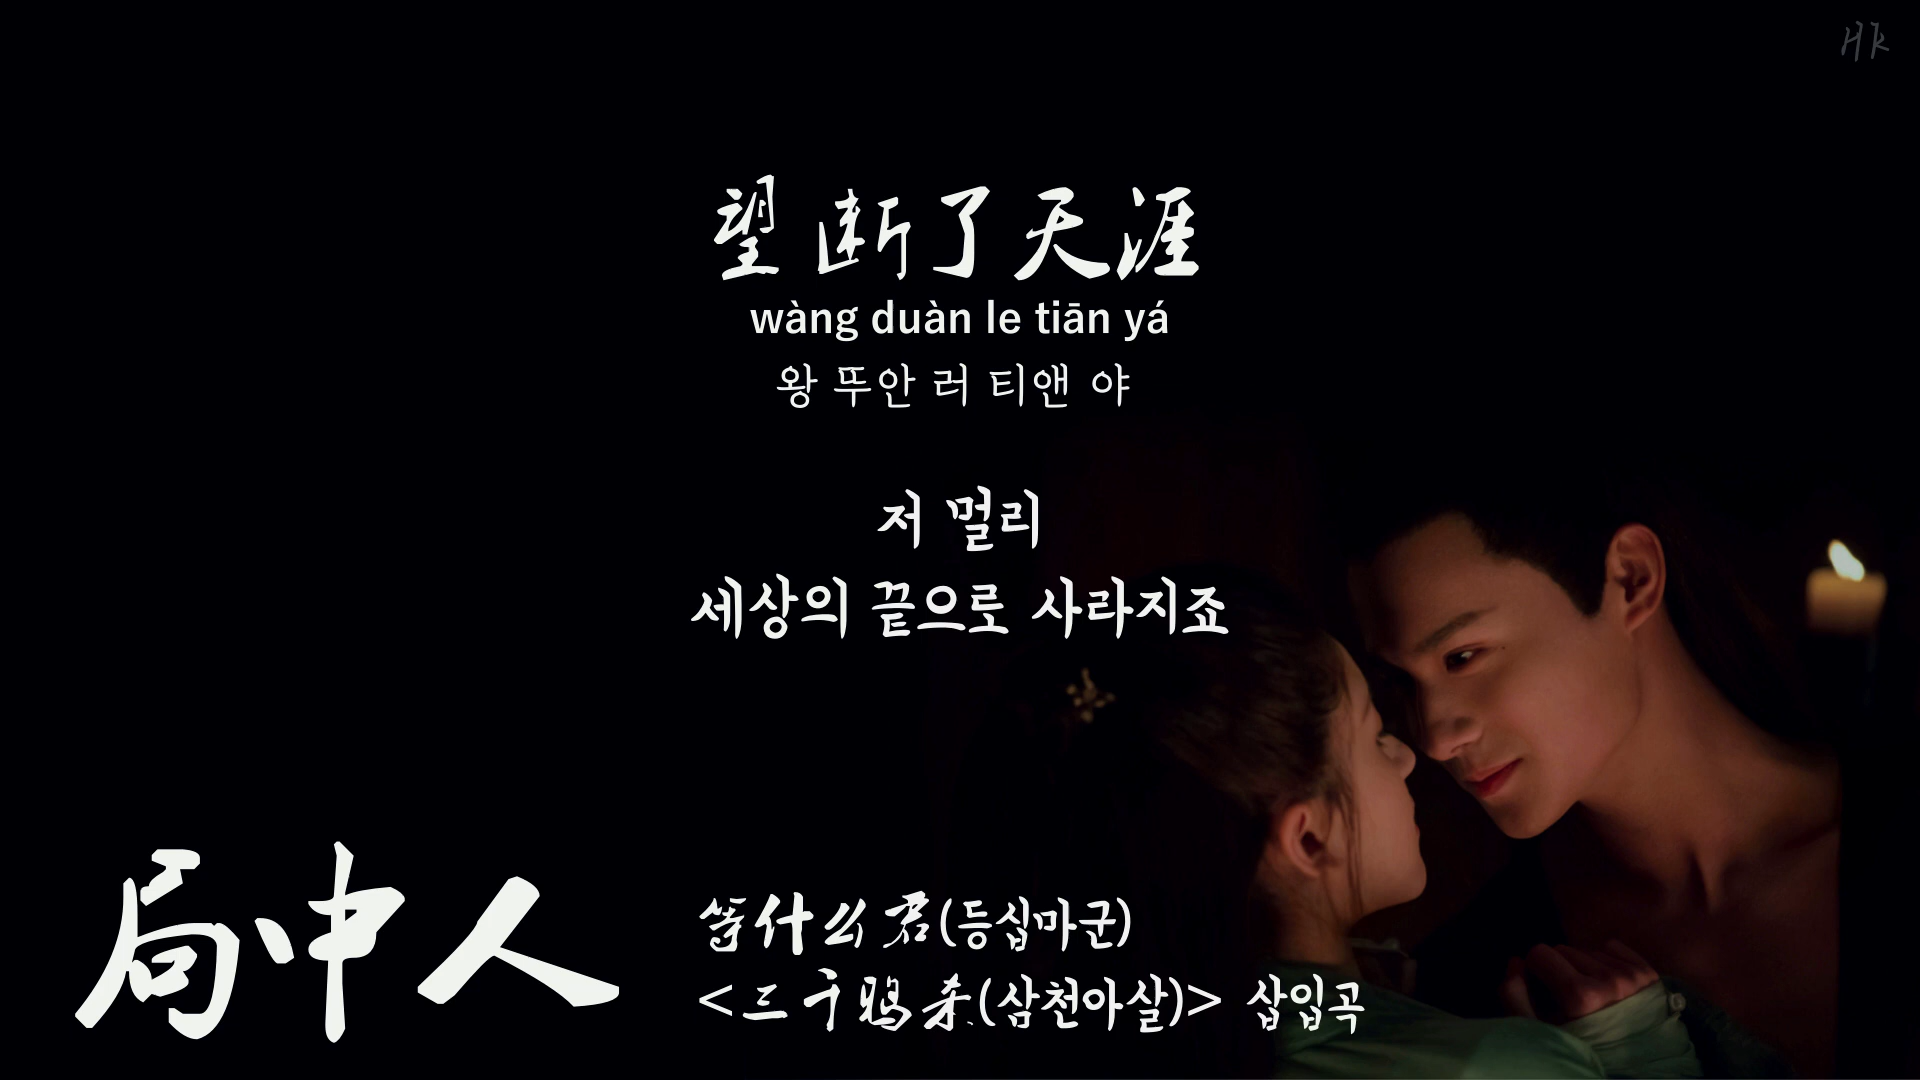 Hk
望断了天涯
wàng duàn le tiān yá
왕 뚜안 러 티앤 야
저 멀리
세상의 끝으로 사라지죠
局中人
等什么君(등십마군)
<三千鸦杀(삼천아살)> 삽입곡